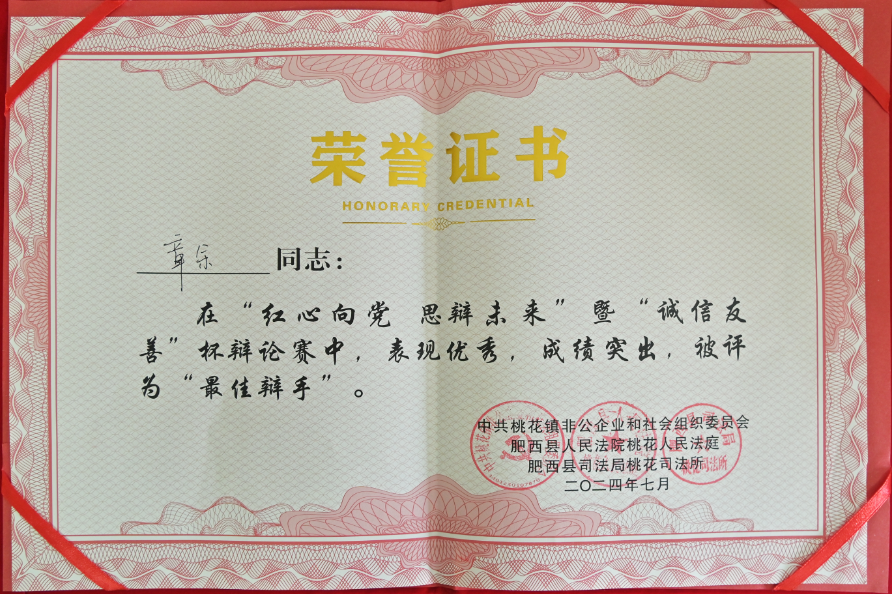 荣誉证书
HONORARY CREDENTIAL
章乐 同志：
在“红心向党 思辩未来”暨“诚信友
善”杯辩论赛中，表现优秀，成绩突出，被评
为“最佳辩手”。
中共桃花镇非公企业和社会组织委员会
肥西县人民法院桃花人民法庭
肥西县司法局桃花司法所
二〇二四年七月